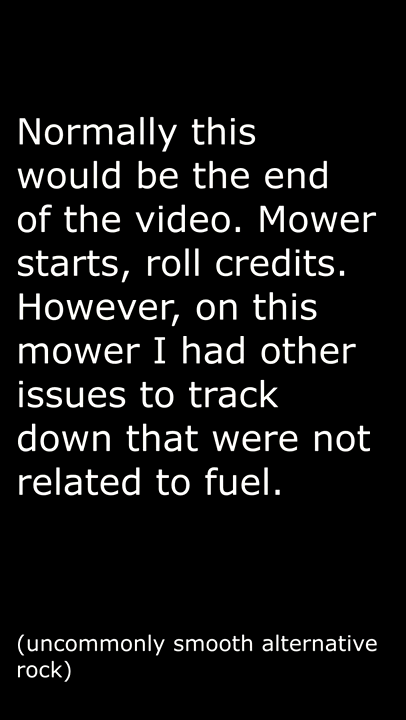 Normally this
would be the end
of the video. Mower
starts, roll credits.
However, on this
mower I had other
issues to track
down that were not
related to fuel.
(uncommonly smooth alternative
rock)